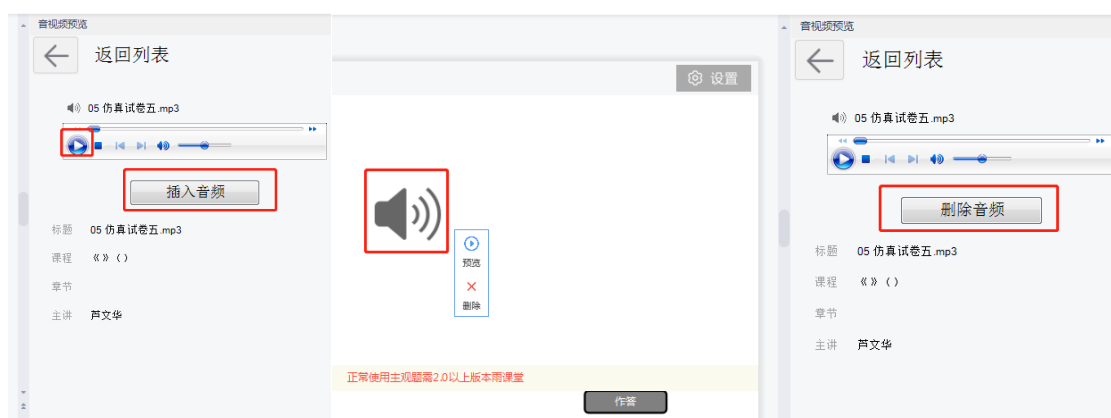 音视频预览
返回列表
05 仿真试卷五.mp3
插入音频
标题 05 仿真试卷五.mp3
课程 《》（）
章节
主讲 芦文华
设置
预览
删除
正常使用主观题需2.0以上版本雨课堂
作答
音视频预览
返回列表
05 仿真试卷五.mp3
删除音频
标题 05 仿真试卷五.mp3
课程 《》（）
章节
主讲 芦文华